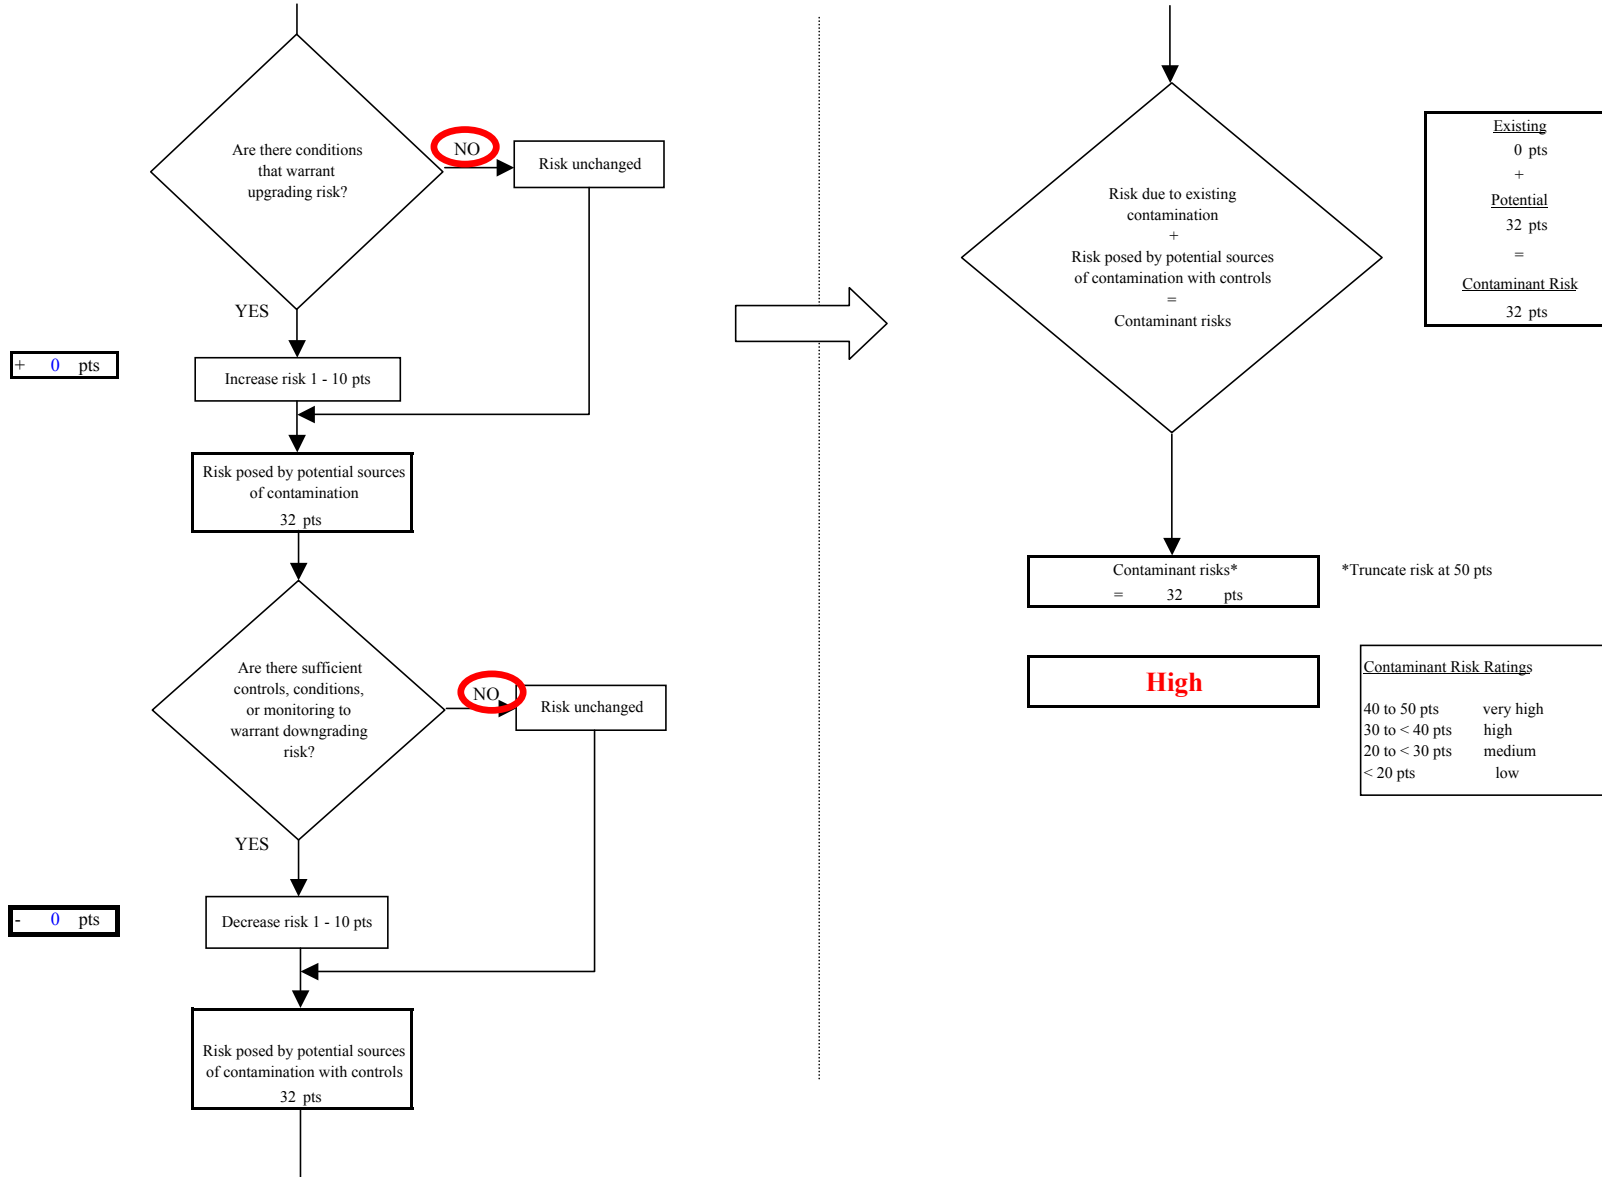 Are there conditions
that warrant
upgrading risk?
NO
Risk unchanged
YES
+ 0 pts
Increase risk 1 - 10 pts
Risk posed by potential sources
of contamination
32 pts
Are there sufficient
controls, conditions,
or monitoring to
warrant downgrading
risk?
NO
Risk unchanged
YES
- 0 pts
Decrease risk 1 - 10 pts
Risk posed by potential sources
of contamination with controls
32 pts
Risk due to existing
contamination
+
Risk posed by potential sources
of contamination with controls
=
Contaminant risks
Existing
0 pts
+
Potential
32 pts
=
Contaminant Risk
32 pts
Contaminant risks*
= 32 pts
*Truncate risk at 50 pts
High
Contaminant Risk Ratings
40 to 50 pts very high
30 to < 40 pts high
20 to < 30 pts medium
< 20 pts low